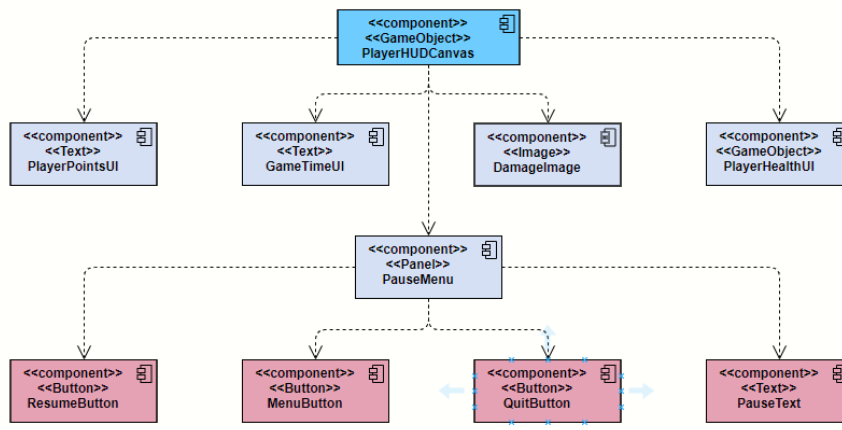 <<component>>
<<GameObject>>
PlayerHUDCanvas
<<component>>
<<Text>>
PlayerPointsUI
<<component>>
<<Text>>
GameTimeUI
<<component>>
<<Image>>
DamageImage
<<component>>
<<GameObject>>
PlayerHealthUI
<<component>>
<<Panel>>
PauseMenu
<<component>>
<<Button>>
ResumeButton
<<component>>
<<Button>>
MenuButton
<<component>>
<<Button>>
QuitButton
<<component>>
<<Text>>
PauseText